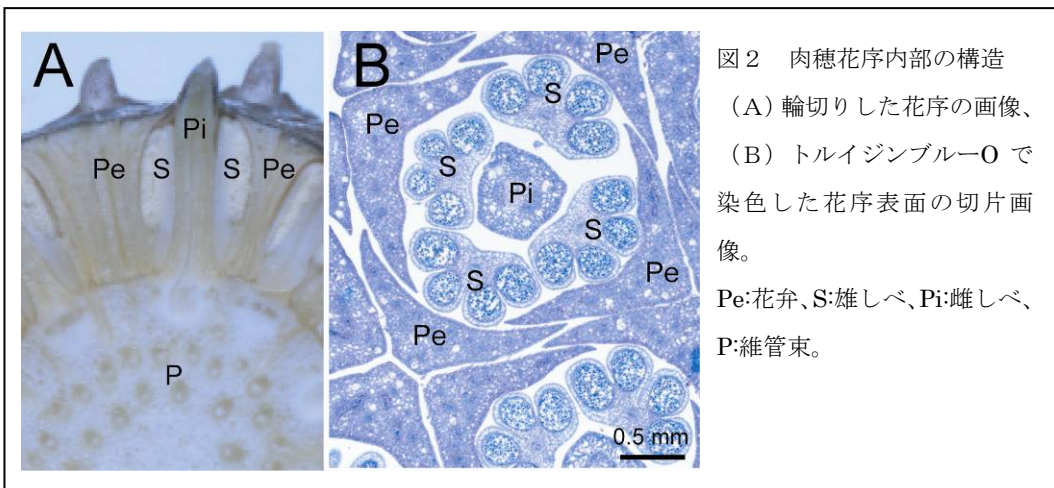 A
Pi
Pe
S
S
Pe
P
B
Pe
S
Pe
S
Pi
S
S
Pe
Pe
0.5 mm
図2 肉穂花序内部の構造
（A）輪切りした花序の画像、
（B）トルイジンブルーO で
染色した花序表面の切片画
像。
Pe:花弁、S:雄しべ、Pi:雌しべ、
P:維管束。